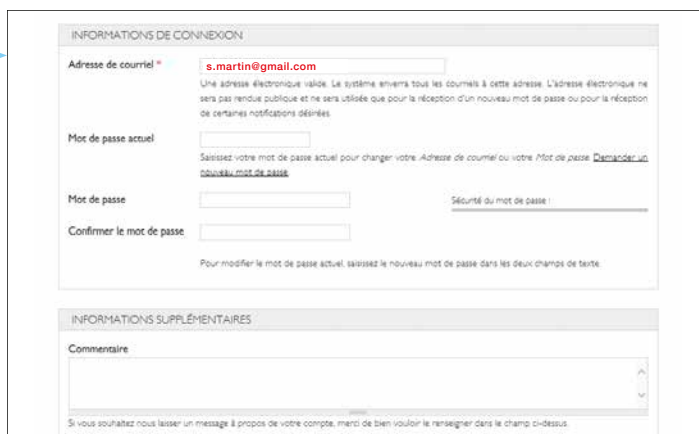 INFORMATIONS DE CONNEXION
Adresse de courriel *
s.martin@gmail.com
Une adresse électronique valide. Le système enverra tous les courriels à cette adresse. L'adresse électronique ne
sera pas rendue publique et ne sera utilisée que pour la réception d'un nouveau mot de passe ou pour la réception
de certaines notifications désirées.
Mot de passe actuel
Saisissez votre mot de passe actuel pour changer votre Adresse de courriel ou votre Mot de passe. Demander un
nouveau mot de passe.
Mot de passe
Sécurité du mot de passe :
Confirmer le mot de passe
Pour modifier le mot de passe actuel, saisissez le nouveau mot de passe dans les deux champs de texte.
INFORMATIONS SUPPLÉMENTAIRES
Commentaire
Si vous souhaitez nous laisser un message à propos de votre compte, merci de bien vouloir le renseigner dans le champ ci-dessus.